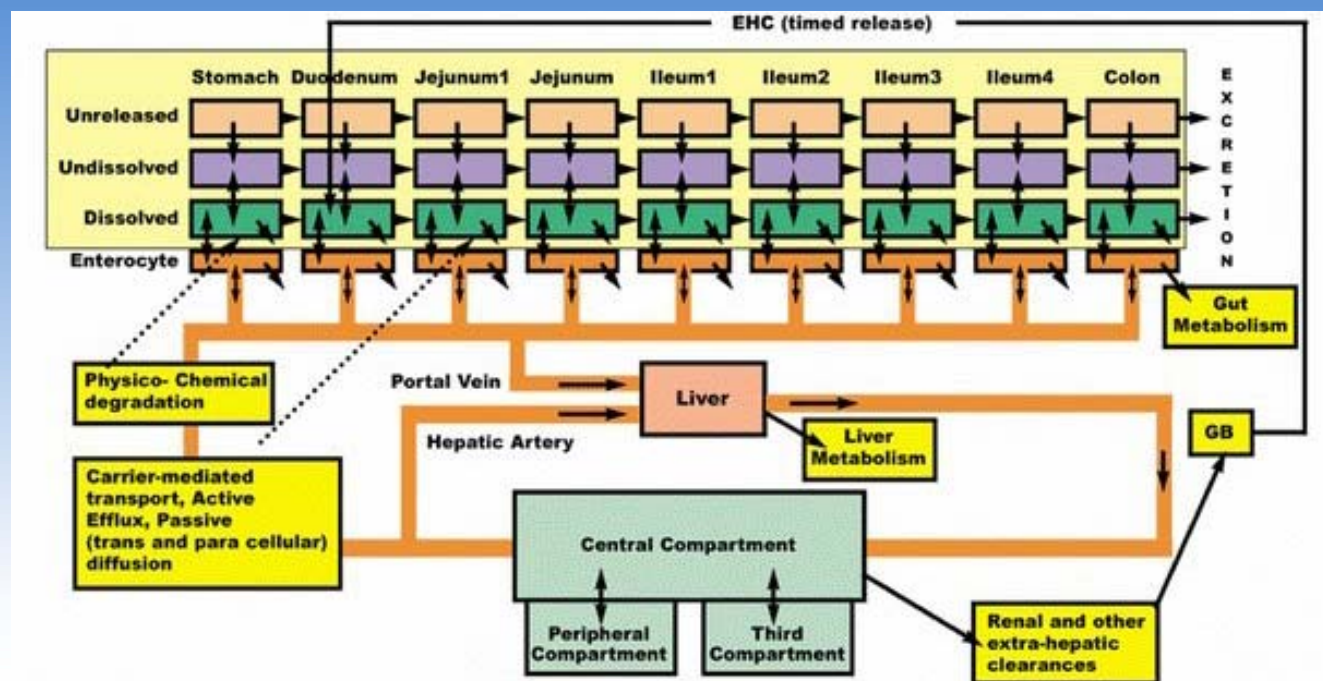 EHC (timed release)
Stomach Duodenum Jejunum1 Jejunum Ileum1 Ileum2 Ileum3 Ileum4 Colon
Unreleased
Undissolved
Dissolved
Enterocyte
EXCRETION
Gut
Metabolism
Physico- Chemical
degradation
Portal Vein
Liver
Hepatic Artery
Liver
Metabolism
GB
Carrier-mediated
transport, Active
Efflux, Passive
(trans and para cellular)
diffusion
Central Compartment
Peripheral
Compartment
Third
Compartment
Renal and other
extra-hepatic
clearances